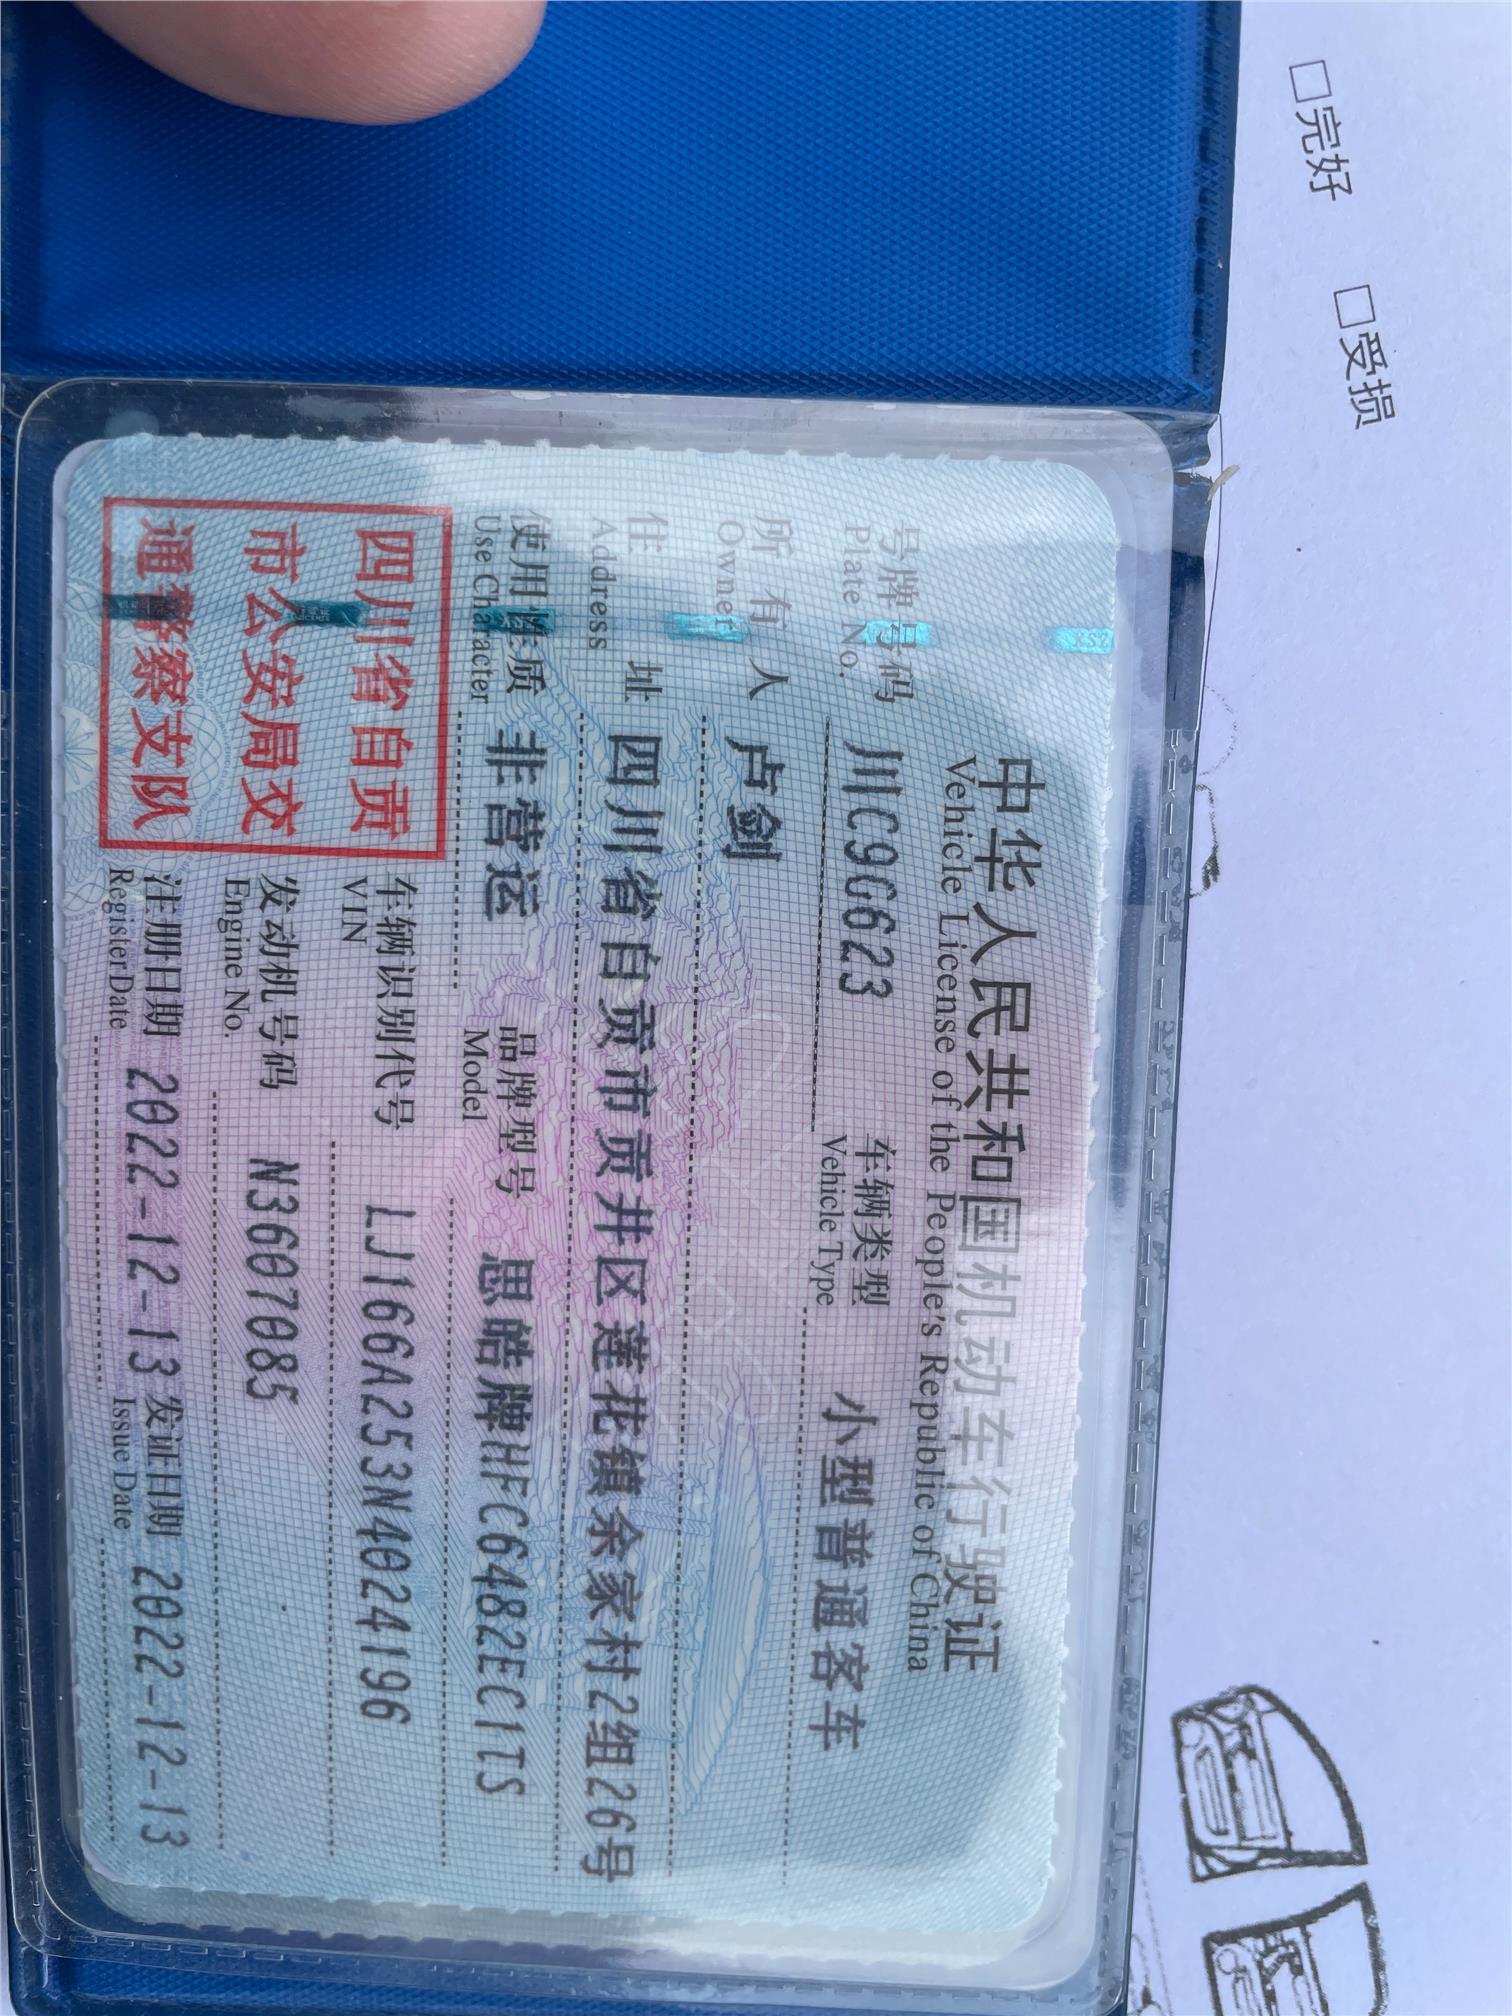 中华人民共和国机动车行驶证
Vehicle License of the People's Republic of China
号牌号码 川C9G623 车辆类型 小型普通客车
Plate No. Vehicle Type
所有人 卢剑
Owner
住址 四川省自贡市贡井区莲花镇余家村2组26号
Address
使用性质 非营运 品牌型号 思皓牌HFC6482EC1TS
Use Character Model
四川省自贡
市公安局交
通警察支队
车辆识别代号 LJ166A253N4024196
VIN
发动机号码 N3607085
Engine No.
注册日期 2022-12-13 发证日期 2022-12-13
Register Date Issue Date
□完好 □受损